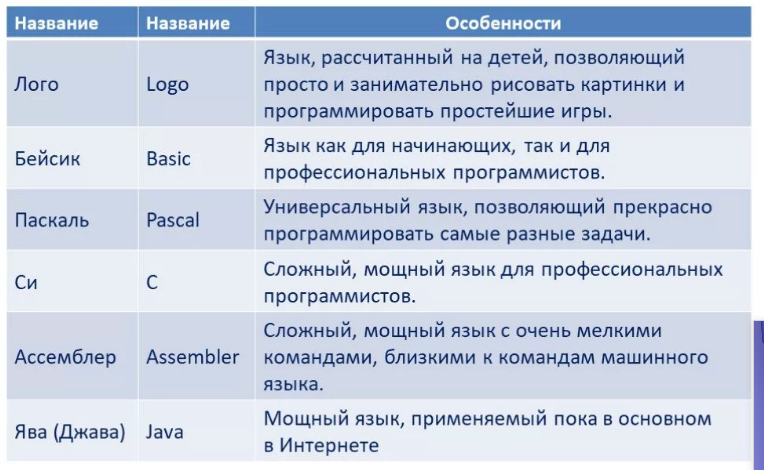 Название Название Особенности
Лого Logo Язык, рассчитанный на детей, позволяющий
просто и занимательно рисовать картинки и
программировать простейшие игры.
Бейсик Basic Язык как для начинающих, так и для
профессиональных программистов.
Паскаль Pascal Универсальный язык, позволяющий прекрасно
программировать самые разные задачи.
Си C Сложный, мощный язык для профессиональных
программистов.
Ассемблер Assembler Сложный, мощный язык с очень мелкими
командами, близкими к командам машинного
языка.
Ява (Джава) Java Мощный язык, применяемый пока в основном
в Интернете